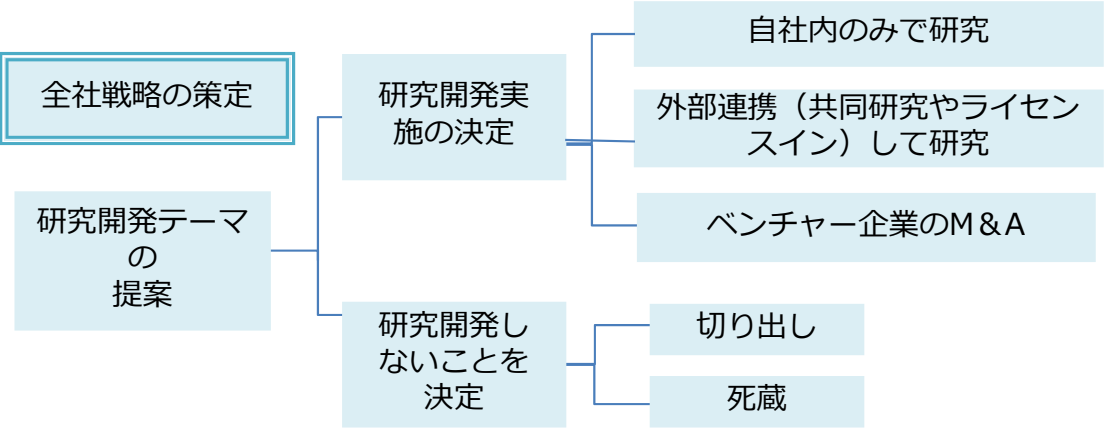 全社戦略の策定
研究開発テーマ
の
提案
研究開発実
施の決定
自社内のみで研究
外部連携（共同研究やライセン
スイン）して研究
ベンチャー企業のM＆A
研究開発し
ないことを
決定
切り出し
死蔵